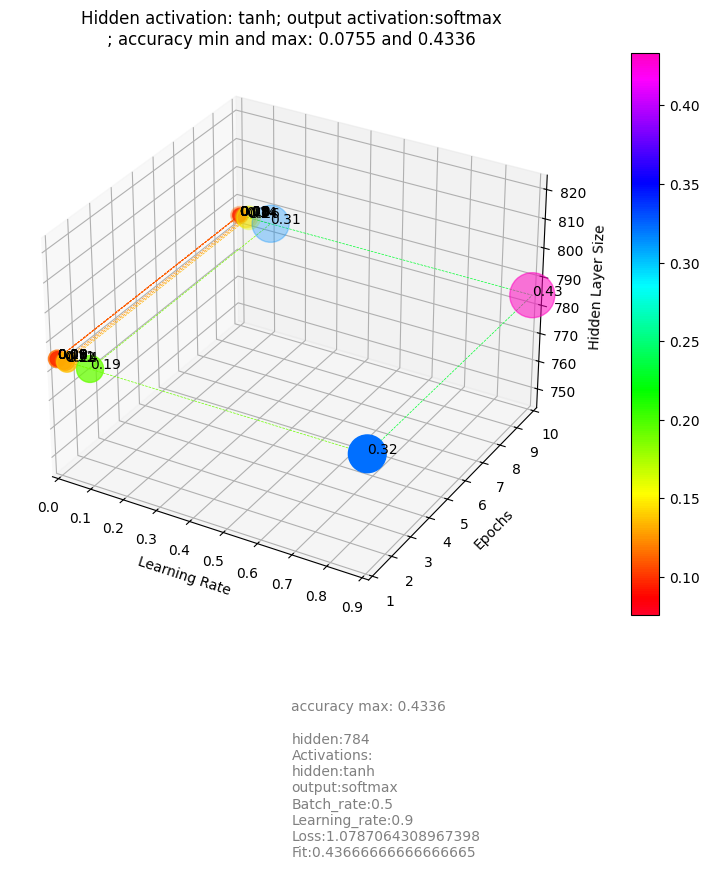 Hidden activation: tanh; output activation:softmax
; accuracy min and max: 0.0755 and 0.4336
0.40
0.35
0.30
0.25
0.20
0.15
0.10
820
810
800
790
780
770
760
750
Hidden Layer Size
0.31
0.43
0.19
0.32
10
9
8
7
6
5
4
3
2
1
Epochs
0.0
0.1
0.2
0.3
0.4
0.5
0.6
0.7
0.8
0.9
Learning Rate
accuracy max: 0.4336
hidden:784
Activations:
hidden:tanh
output:softmax
Batch_rate:0.5
Learning_rate:0.9
Loss:1.0787064308967398
Fit:0.43666666666666665